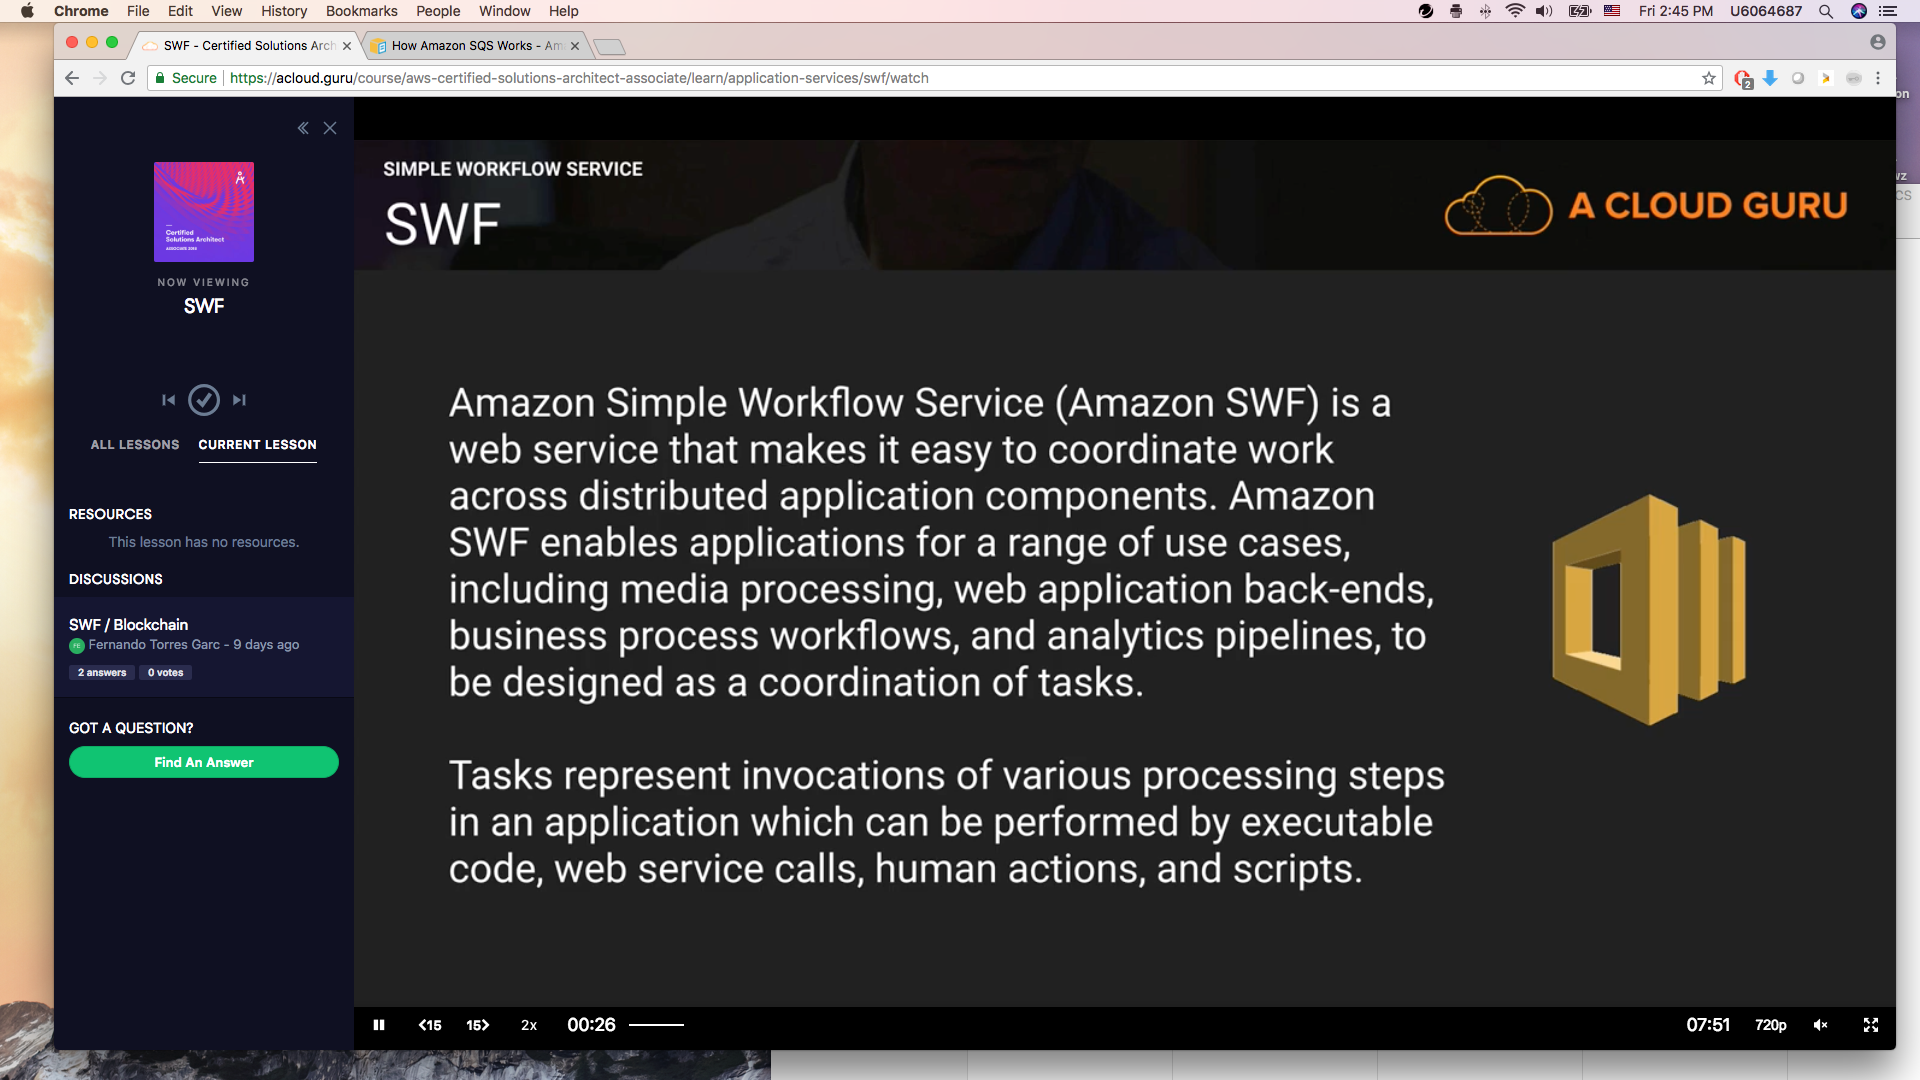 Chrome File Edit View History Bookmarks People Window Help Fri 2:45 PM U6064687
SWF - Certified Solutions Arch
How Amazon SQS Works - Am
Secure https://acloud.guru/course/aws-certified-solutions-architect-associate/learn/application-services/swf/watch
2
on
wz
CS
Certified
Solutions Architect
ASSOCIATE 2018
NOW VIEWING
SWF
ALL LESSONS CURRENT LESSON
RESOURCES
This lesson has no resources.
DISCUSSIONS
SWF / Blockchain
FE Fernando Torres Garc - 9 days ago
2 answers 0 votes
GOT A QUESTION?
Find An Answer
SIMPLE WORKFLOW SERVICE
SWF
A CLOUD GURU
Amazon Simple Workflow Service (Amazon SWF) is a
web service that makes it easy to coordinate work
across distributed application components. Amazon
SWF enables applications for a range of use cases,
including media processing, web application back-ends,
business process workflows, and analytics pipelines, to
be designed as a coordination of tasks.
Tasks represent invocations of various processing steps
in an application which can be performed by executable
code, web service calls, human actions, and scripts.
<15 15> 2x 00:26 07:51 720p